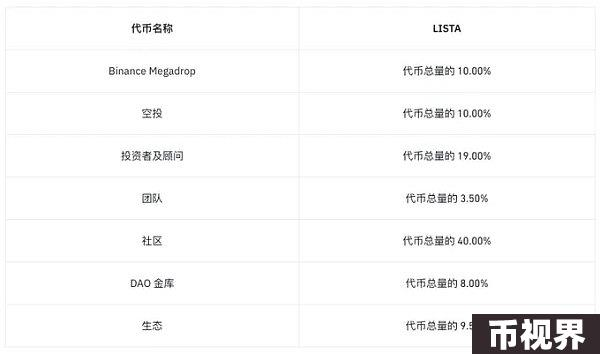 代币名称 LISTA
Binance Megadrop 代币总量的 10.00%
空投 代币总量的 10.00%
投资者及顾问 代币总量的 19.00%
团队 代币总量的 3.50%
社区 代币总量的 40.00%
DAO 金库 代币总量的 8.00%
生态 代币总量的
币视界